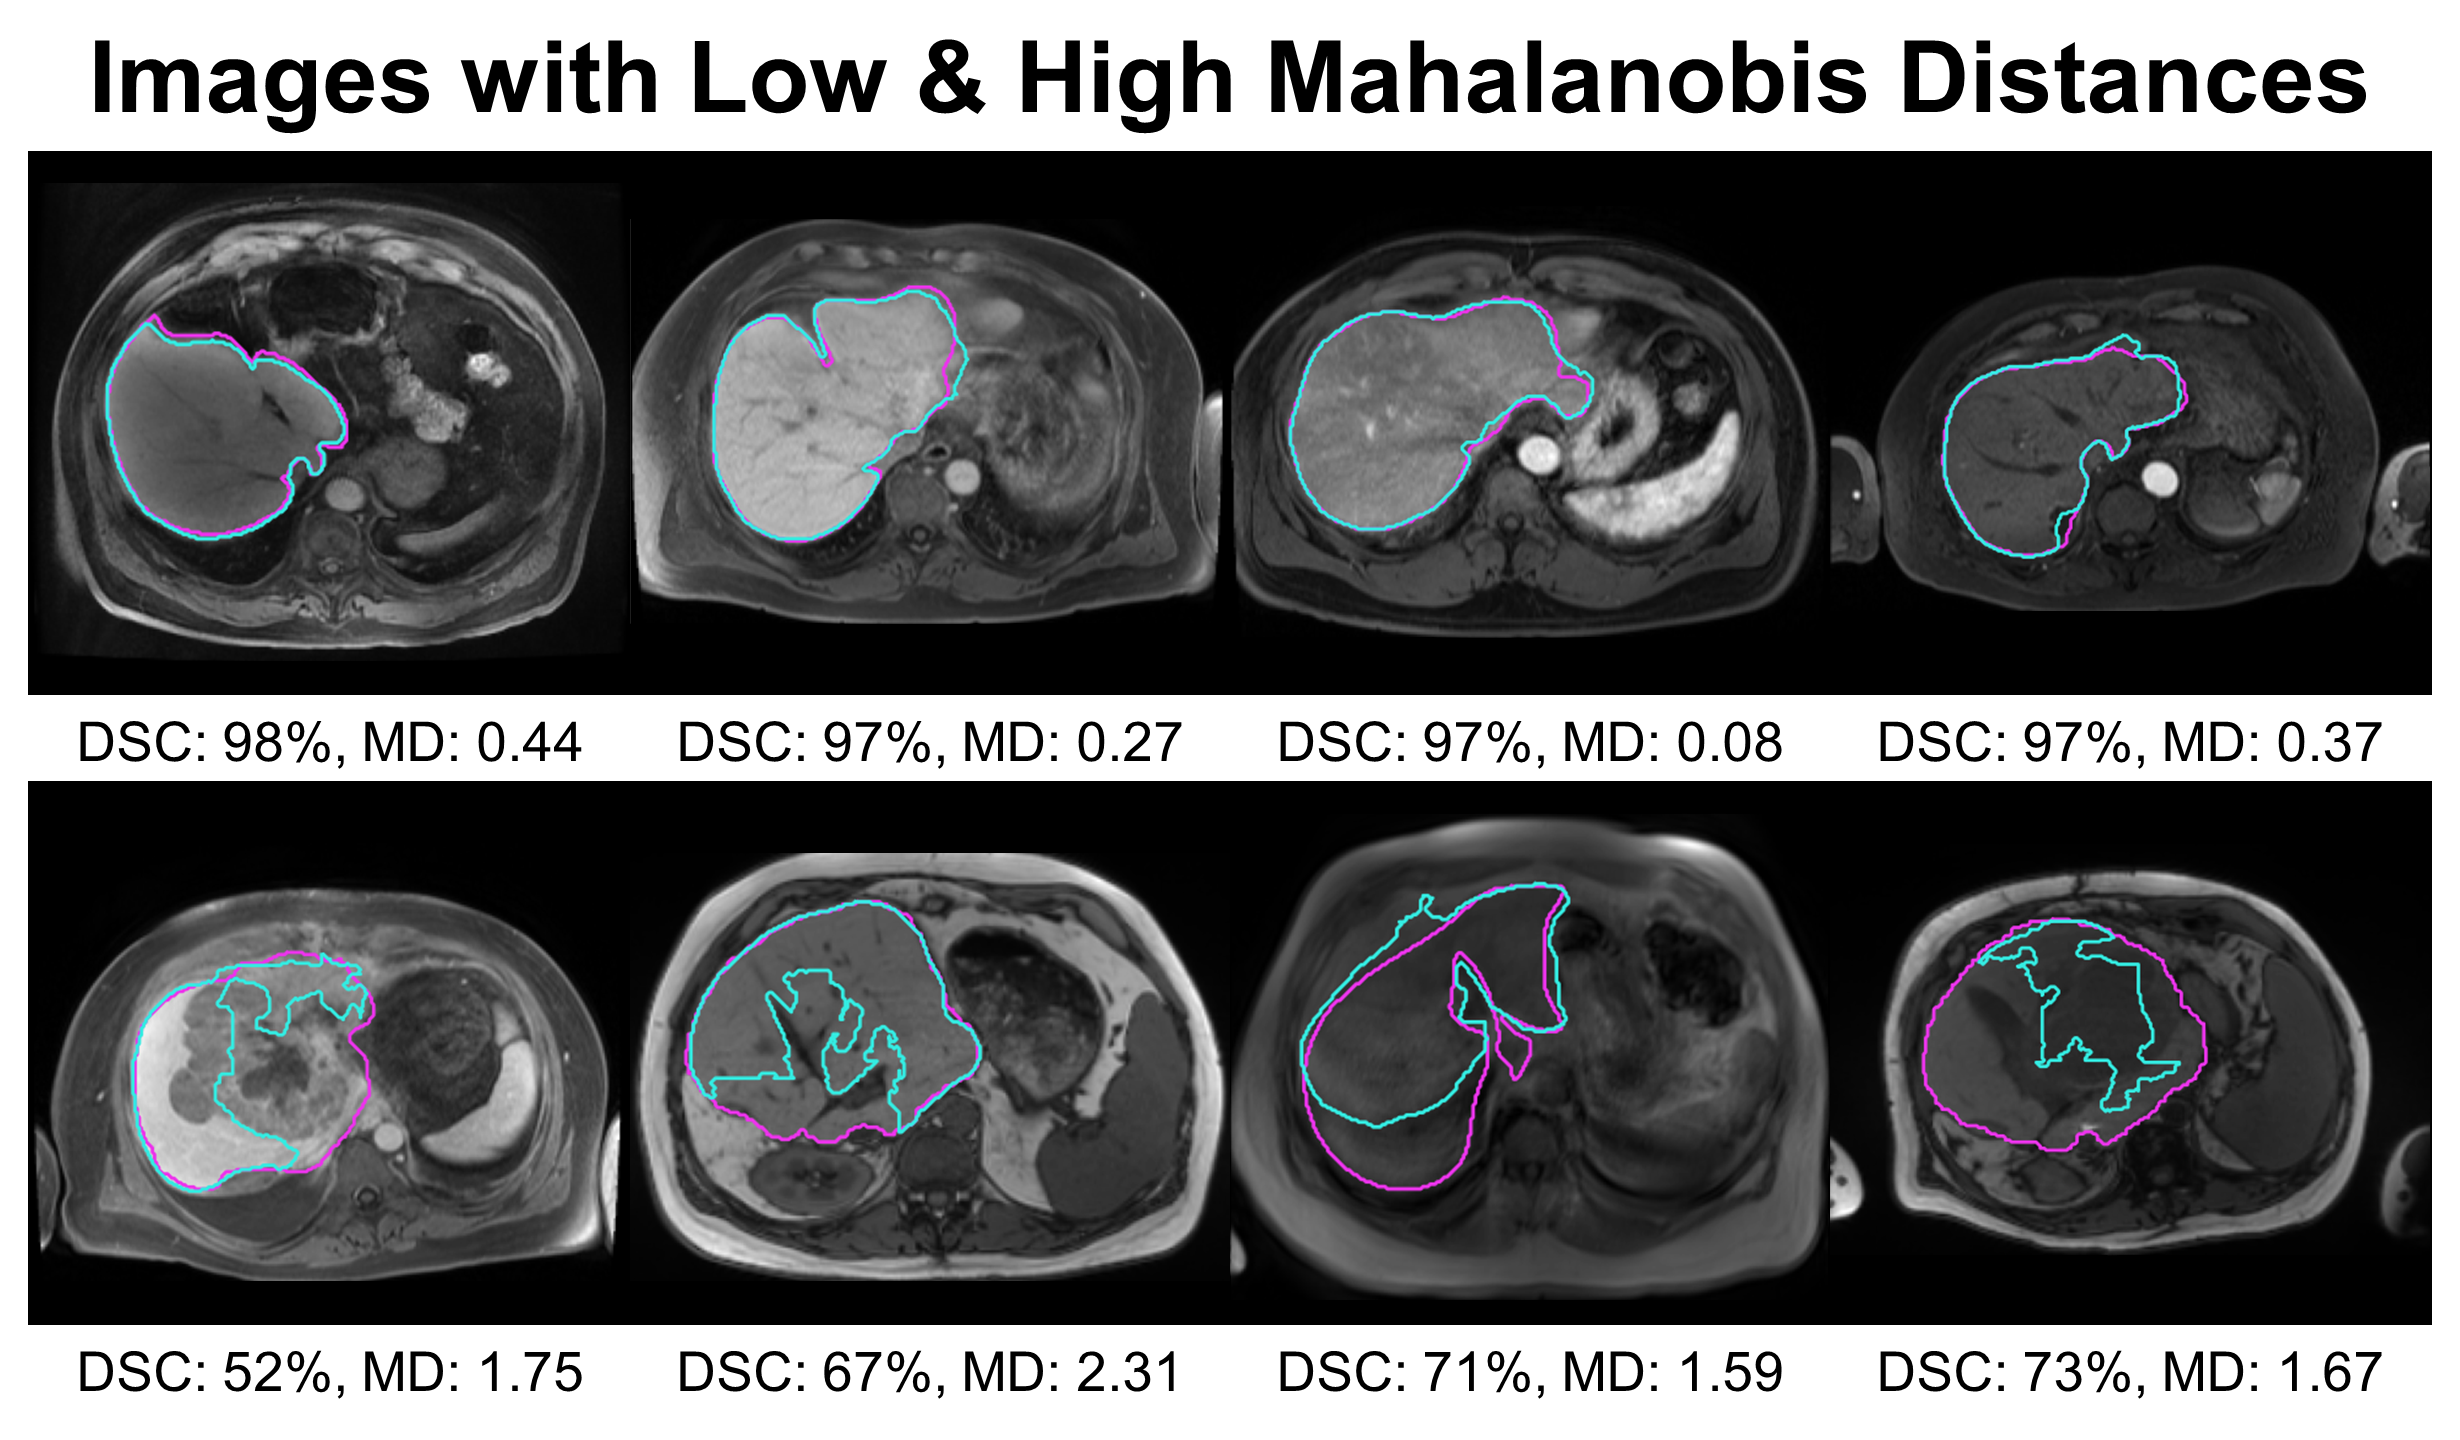 Images with Low & High Mahalanobis Distances
DSC: 98%, MD: 0.44
DSC: 97%, MD: 0.27
DSC: 97%, MD: 0.08
DSC: 97%, MD: 0.37
DSC: 52%, MD: 1.75
DSC: 67%, MD: 2.31
DSC: 71%, MD: 1.59
DSC: 73%, MD: 1.67